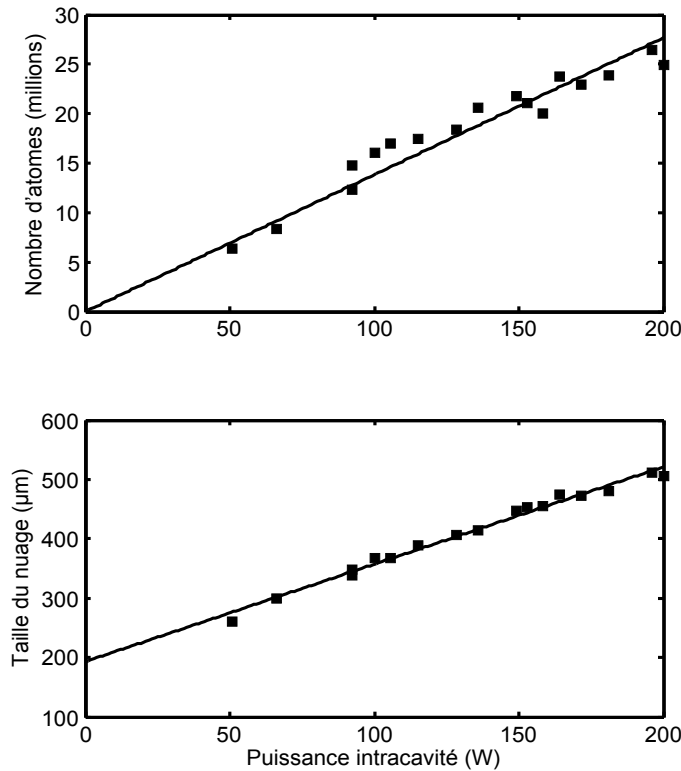 30
25
20
15
10
5
0
Nombre d'atomes (millions)
0 50 100 150 200
600
500
400
300
200
100
Taille du nuage (µm)
0 50 100 150 200
Puissance intracavité (W)